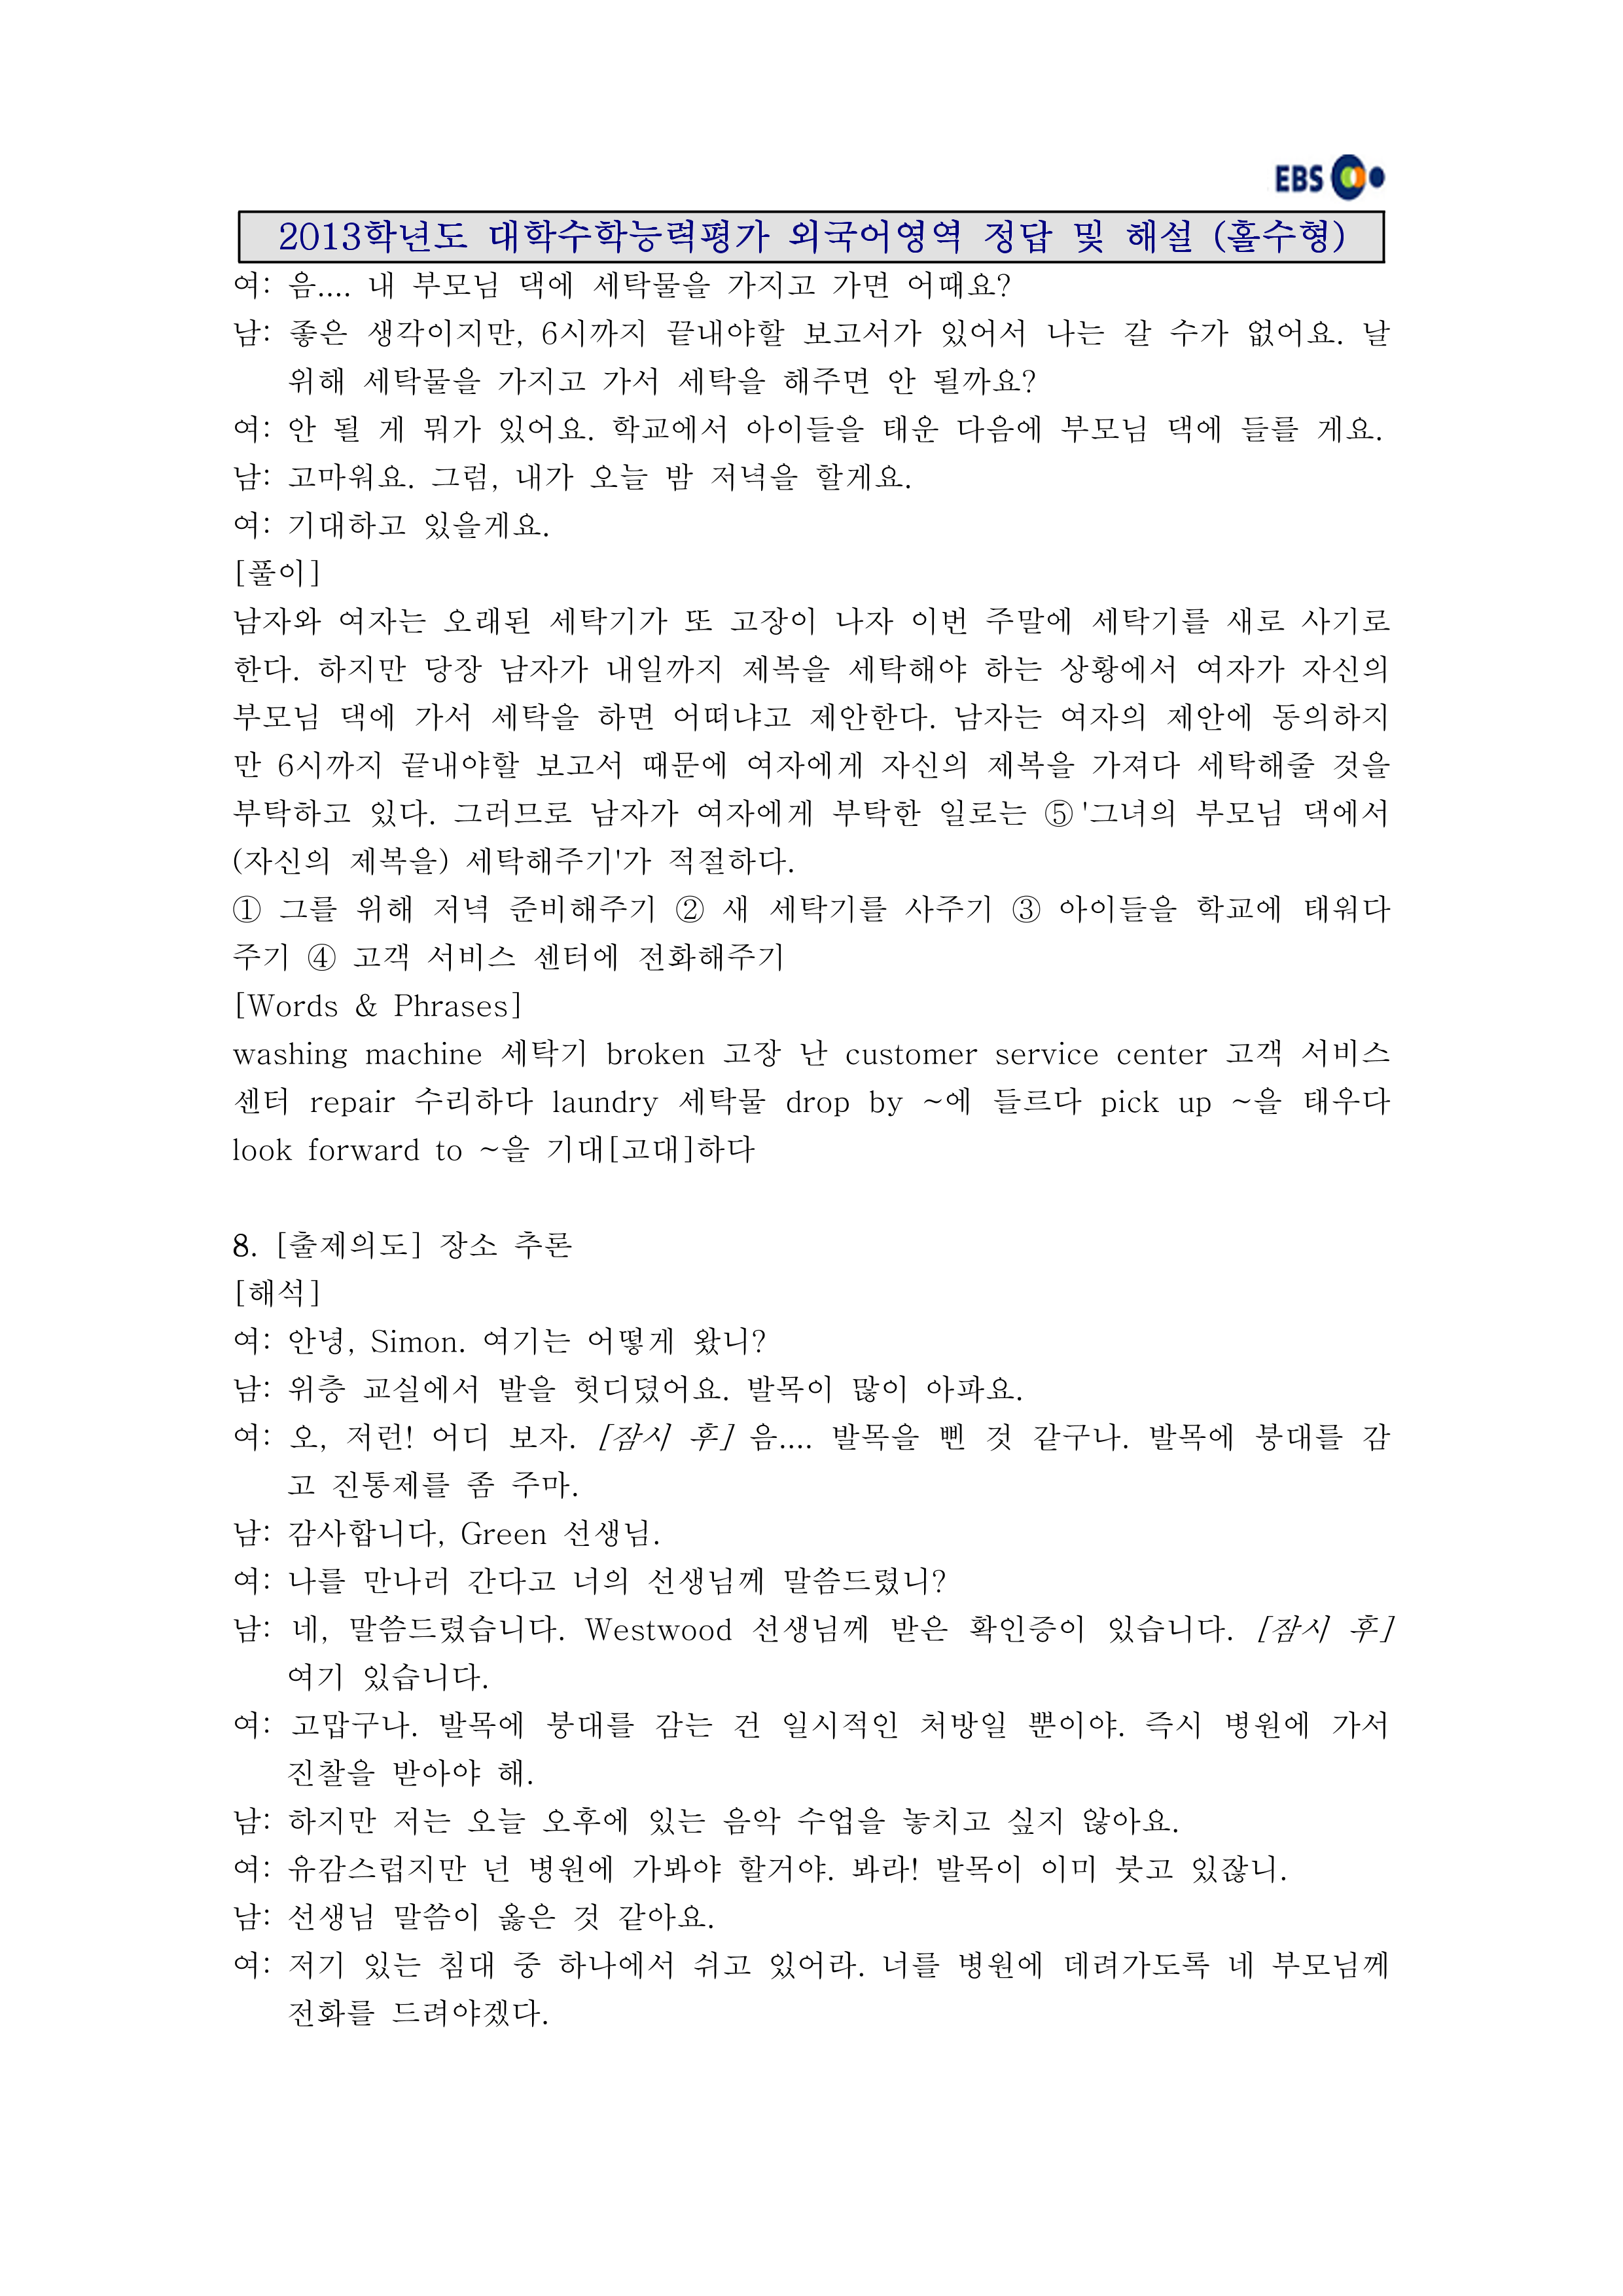 EBS
2013학년도 대학수학능력평가 외국어영역 정답 및 해설 (홀수형)
여: 음.... 내 부모님 댁에 세탁물을 가지고 가면 어때요?
남: 좋은 생각이지만, 6시까지 끝내야할 보고서가 있어서 나는 갈 수가 없어요. 날
위해 세탁물을 가지고 가서 세탁을 해주면 안 될까요?
여: 안 될 게 뭐가 있어요. 학교에서 아이들을 태운 다음에 부모님 댁에 들를 게요.
남: 고마워요. 그럼, 내가 오늘 밤 저녁을 할게요.
여: 기대하고 있을게요.
[풀이]
남자와 여자는 오래된 세탁기가 또 고장이 나자 이번 주말에 세탁기를 새로 사기로
한다. 하지만 당장 남자가 내일까지 제복을 세탁해야 하는 상황에서 여자가 자신의
부모님 댁에 가서 세탁을 하면 어떠냐고 제안한다. 남자는 여자의 제안에 동의하지
만 6시까지 끝내야할 보고서 때문에 여자에게 자신의 제복을 가져다 세탁해줄 것을
부탁하고 있다. 그러므로 남자가 여자에게 부탁한 일로는 ⑤ '그녀의 부모님 댁에서
(자신의 제복을) 세탁해주기'가 적절하다.
① 그를 위해 저녁 준비해주기 ② 새 세탁기를 사주기 ③ 아이들을 학교에 태워다
주기 ④ 고객 서비스 센터에 전화해주기
[Words & Phrases]
washing machine 세탁기 broken 고장 난 customer service center 고객 서비스
센터 repair 수리하다 laundry 세탁물 drop by ~에 들르다 pick up ~을 태우다
look forward to ~을 기대[고대]하다
8. [출제의도] 장소 추론
[해석]
여: 안녕, Simon. 여기는 어떻게 왔니?
남: 위층 교실에서 발을 헛디뎠어요. 발목이 많이 아파요.
여: 오, 저런! 어디 보자. [잠시 후] 음.... 발목을 삔 것 같구나. 발목에 붕대를 감
고 진통제를 좀 주마.
남: 감사합니다, Green 선생님.
여: 나를 만나러 간다고 너의 선생님께 말씀드렸니?
남: 네, 말씀드렸습니다. Westwood 선생님께 받은 확인증이 있습니다. [잠시 후]
여기 있습니다.
여: 고맙구나. 발목에 붕대를 감는 건 일시적인 처방일 뿐이야. 즉시 병원에 가서
진찰을 받아야 해.
남: 하지만 저는 오늘 오후에 있는 음악 수업을 놓치고 싶지 않아요.
여: 유감스럽지만 넌 병원에 가봐야 할거야. 봐라! 발목이 이미 붓고 있잖니.
남: 선생님 말씀이 옳은 것 같아요.
여: 저기 있는 침대 중 하나에서 쉬고 있어라. 너를 병원에 데려가도록 네 부모님께
전화를 드려야겠다.